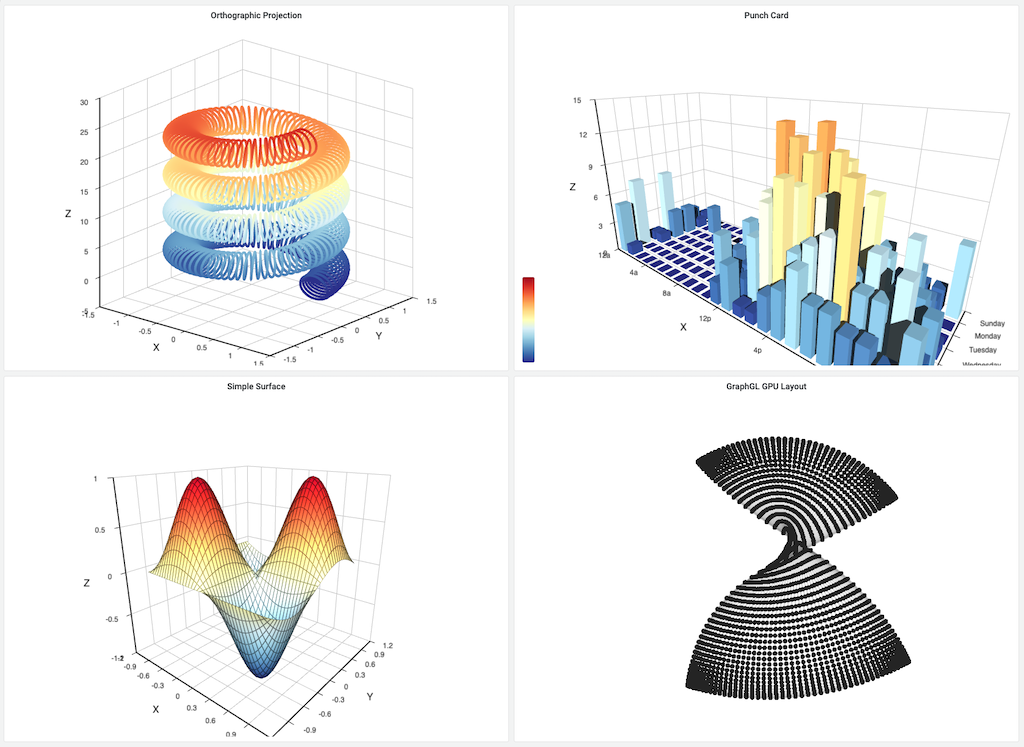 Orthographic Projection
30
25
20
15
10
5
0
-5
Z
-1.5
-1
-0.5
0
0.5
1
1.5
X
-1.5
-1
-0.5
0
0.5
1
1.5
Y
Punch Card
15
12
9
6
3
Z
12a
4a
8a
12p
4p
X
Sunday
Monday
Tuesday
Wednesday
Simple Surface
1
0.5
0
-0.5
-1
Z
-1.2
-0.9
-0.6
-0.3
0
0.3
0.6
0.9
X
-0.9
-0.6
-0.3
0
0.3
0.6
0.9
1.2
Y
GraphGL GPU Layout